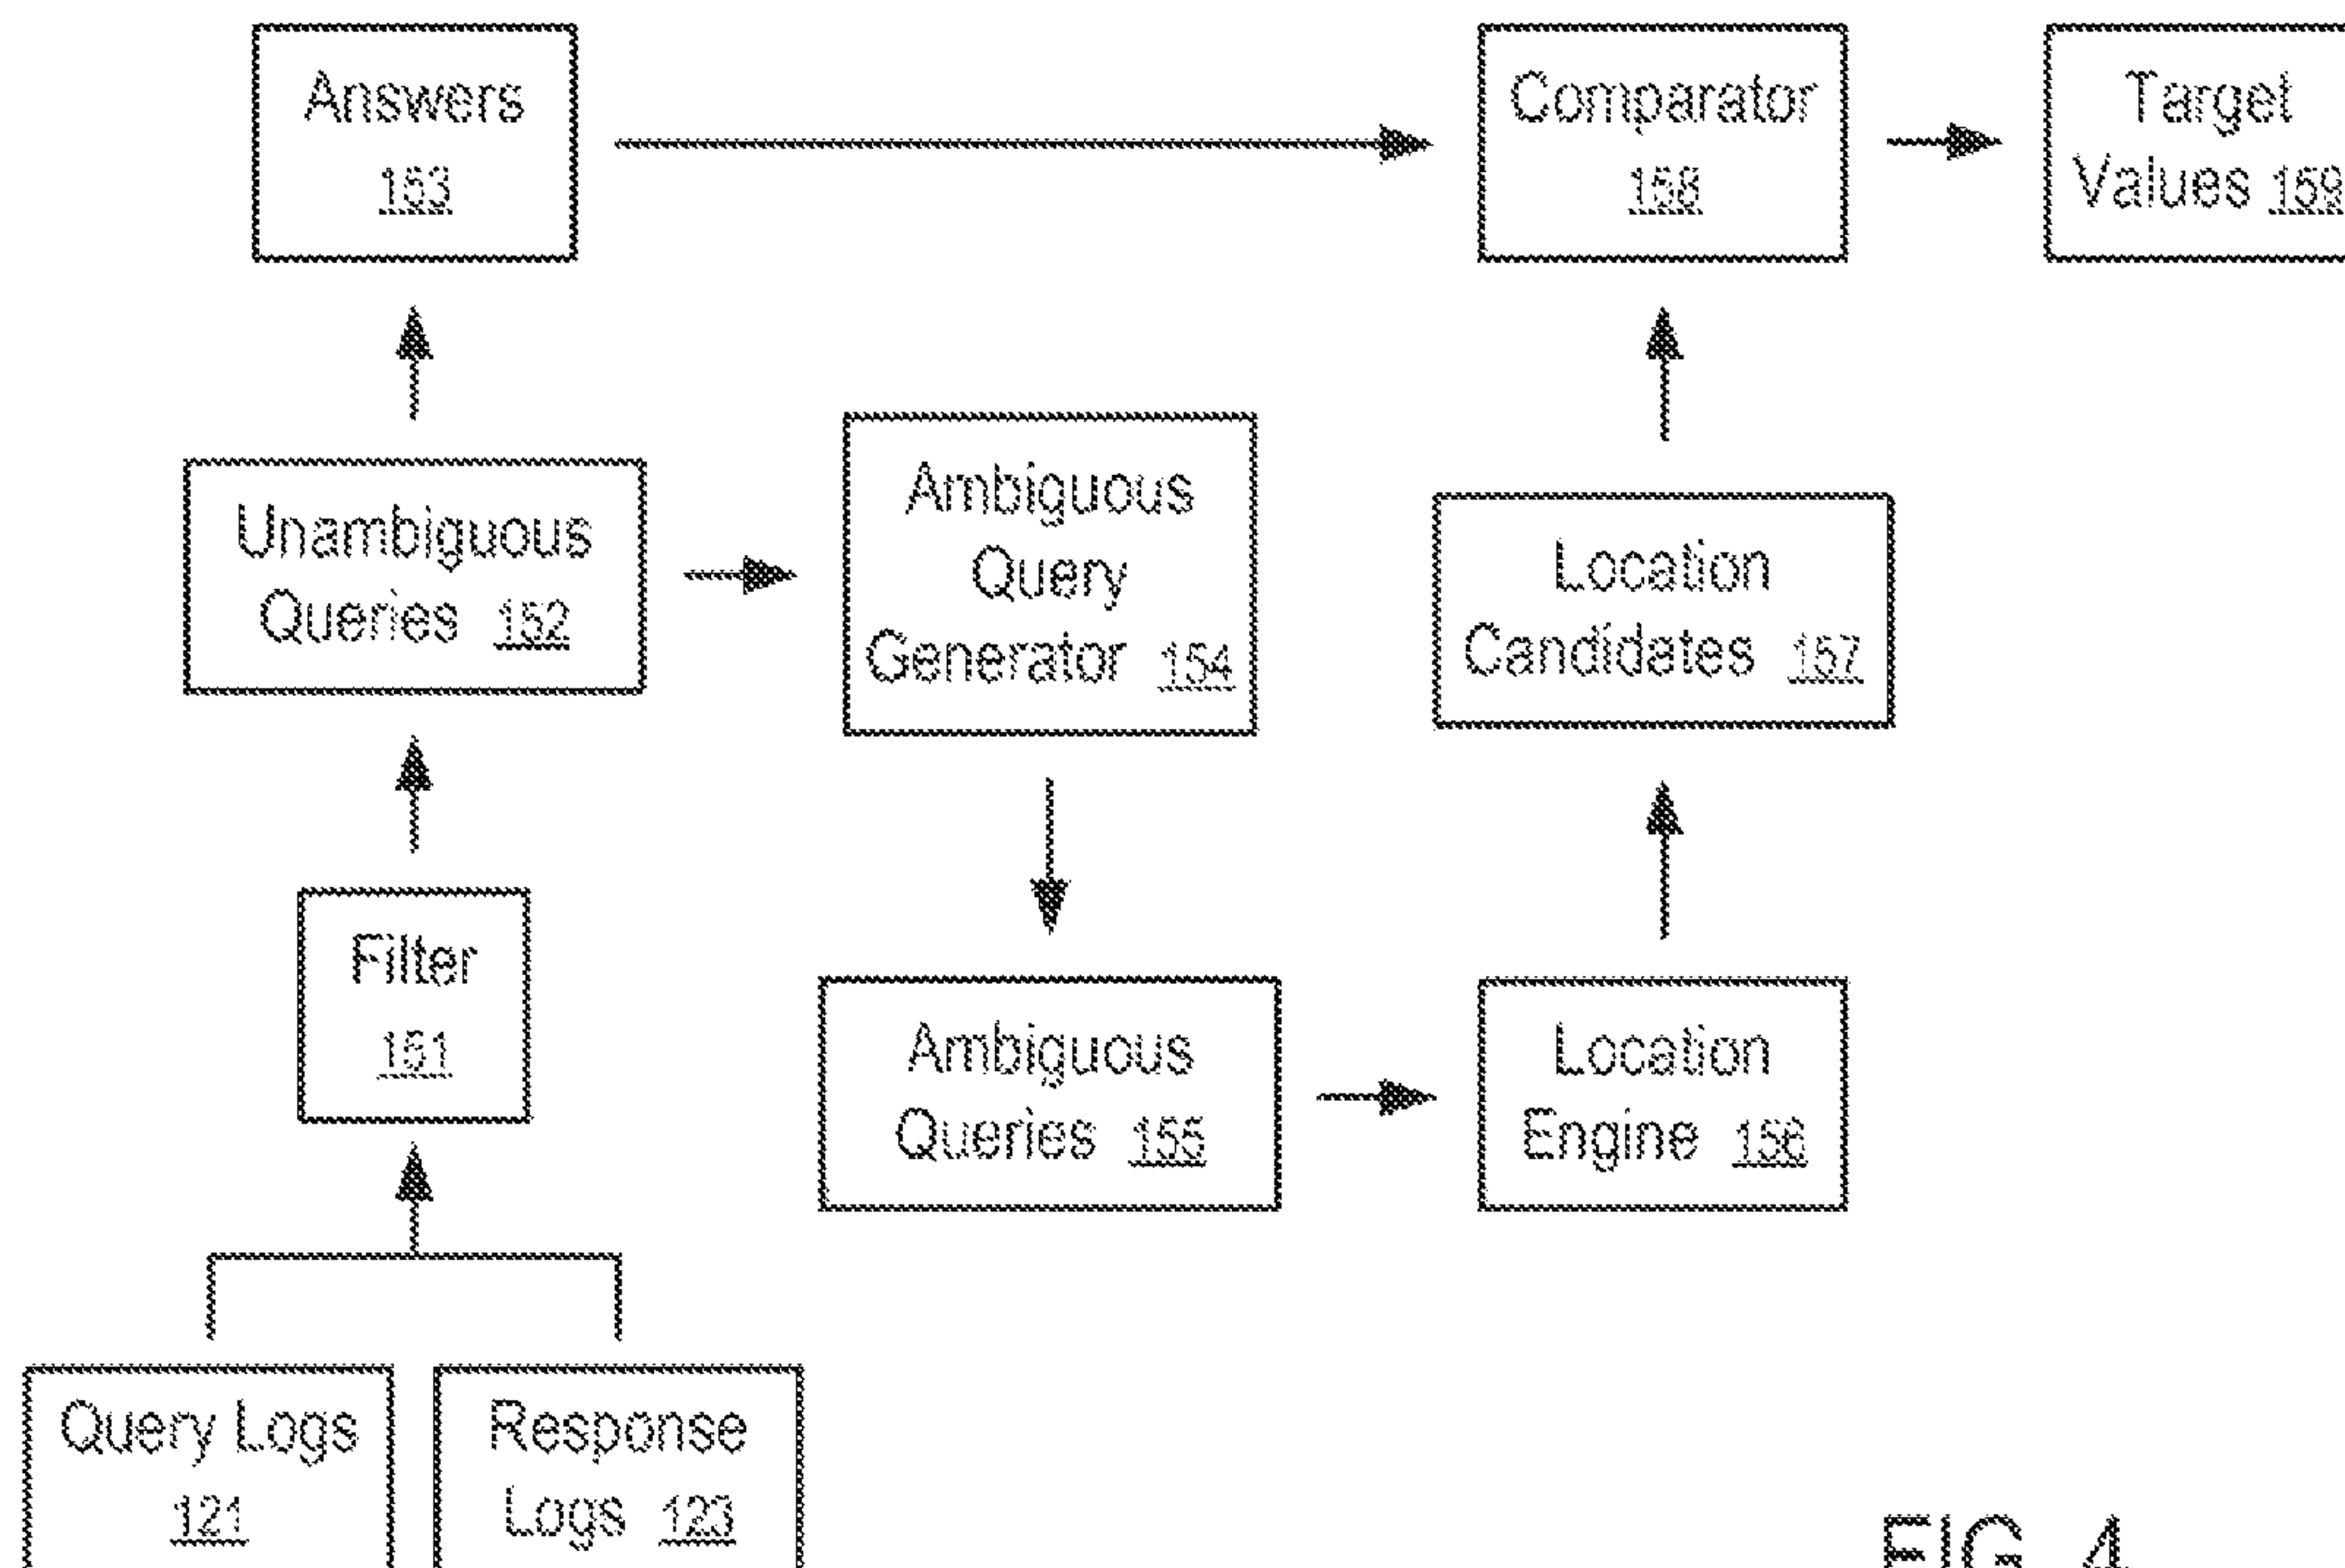 Answers
153
Comparator
158
Target
Values 159
Unambiguous
Queries 152
Ambiguous
Query
Generator 154
Location
Candidates 157
Filter
151
Ambiguous
Queries 155
Location
Engine 156
Query Logs
121
Response
Logs 123
FIG. 4